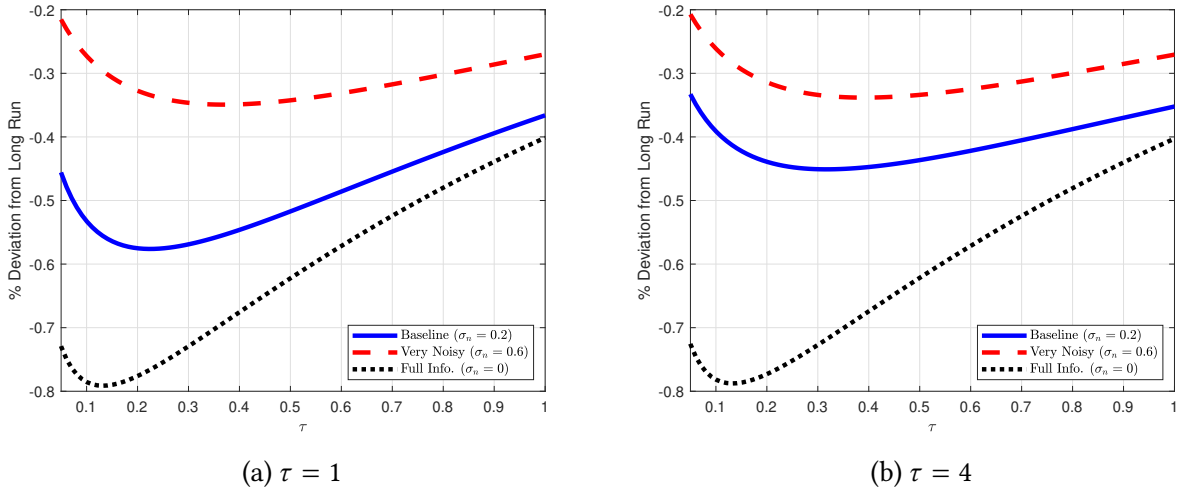 -0.2
-0.3
-0.4
-0.5
-0.6
-0.7
-0.8
% Deviation from Long Run
0.1 0.2 0.3 0.4 0.5 0.6 0.7 0.8 0.9 1
τ
Baseline (σₙ = 0.2)
Very Noisy (σₙ = 0.6)
Full Info. (σₙ = 0)
(a) τ = 1
-0.2
-0.3
-0.4
-0.5
-0.6
-0.7
-0.8
% Deviation from Long Run
0.1 0.2 0.3 0.4 0.5 0.6 0.7 0.8 0.9 1
τ
Baseline (σₙ = 0.2)
Very Noisy (σₙ = 0.6)
Full Info. (σₙ = 0)
(b) τ = 4